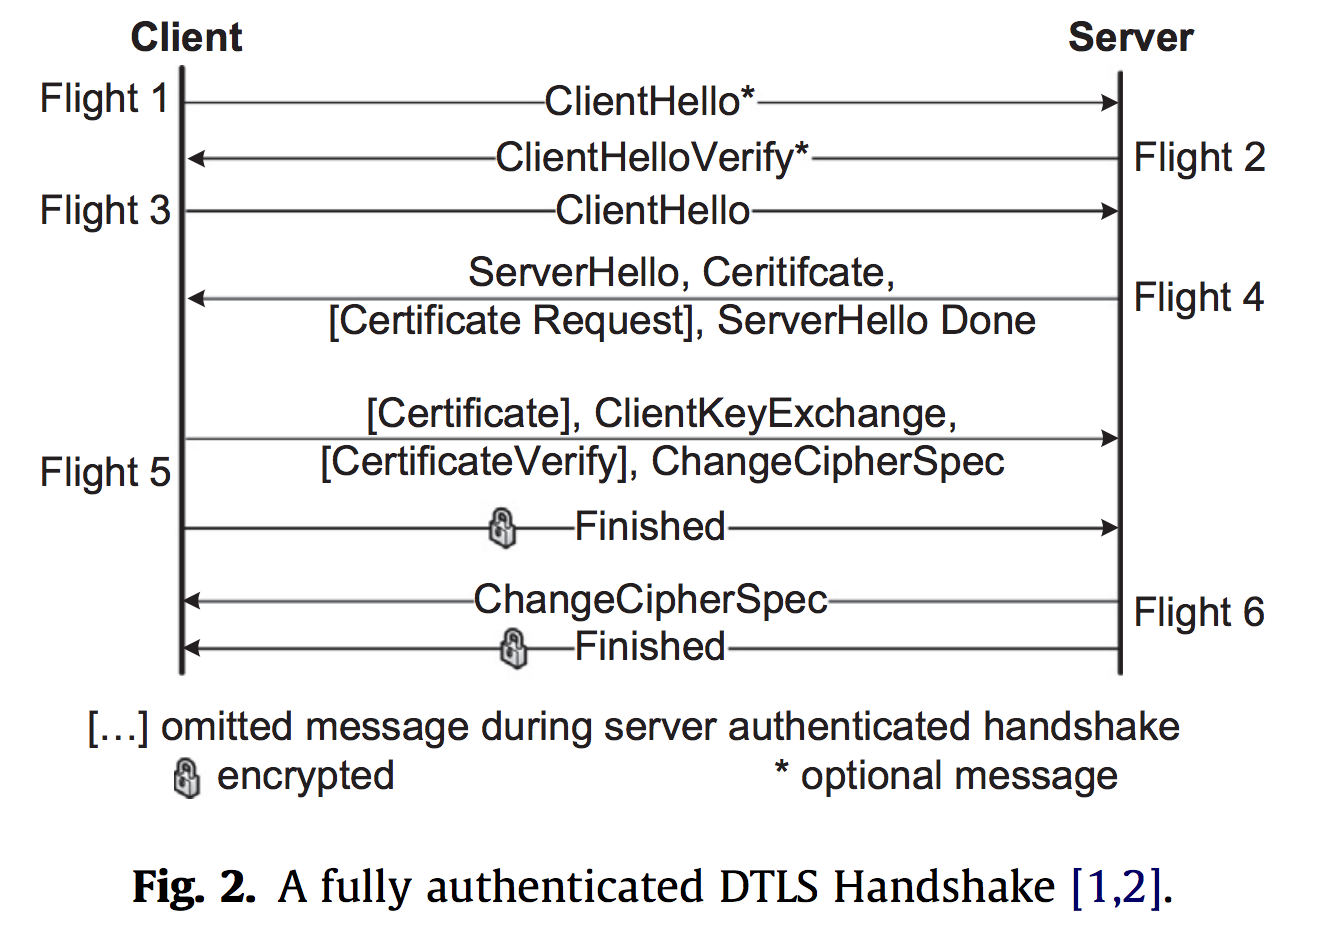 Client Server
Flight 1 ClientHello*
ClientHelloVerify* Flight 2
Flight 3 ClientHello
ServerHello, Ceritifcate,
[Certificate Request], ServerHello Done
Flight 4
[Certificate], ClientKeyExchange,
[CertificateVerify], ChangeCipherSpec
Flight 5
Finished
ChangeCipherSpec
Flight 6
Finished
[...] omitted message during server authenticated handshake
encrypted * optional message
Fig. 2. A fully authenticated DTLS Handshake [1,2].